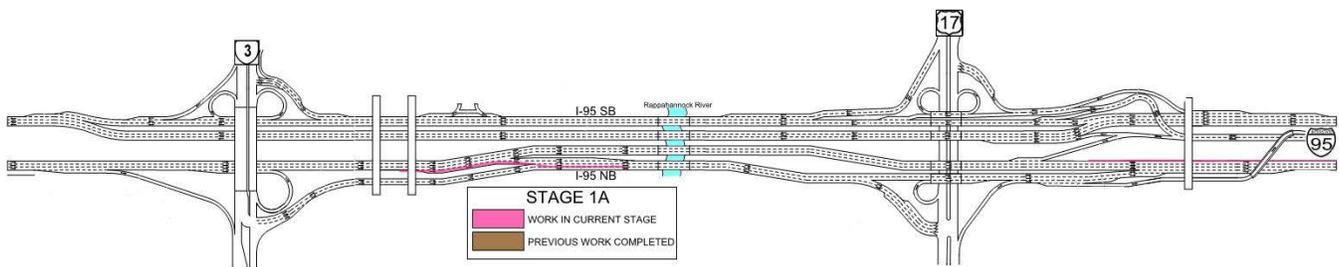 17
3
Rappahannock River
I-95 SB
95
I-95 NB
STAGE 1A
WORK IN CURRENT STAGE
PREVIOUS WORK COMPLETED